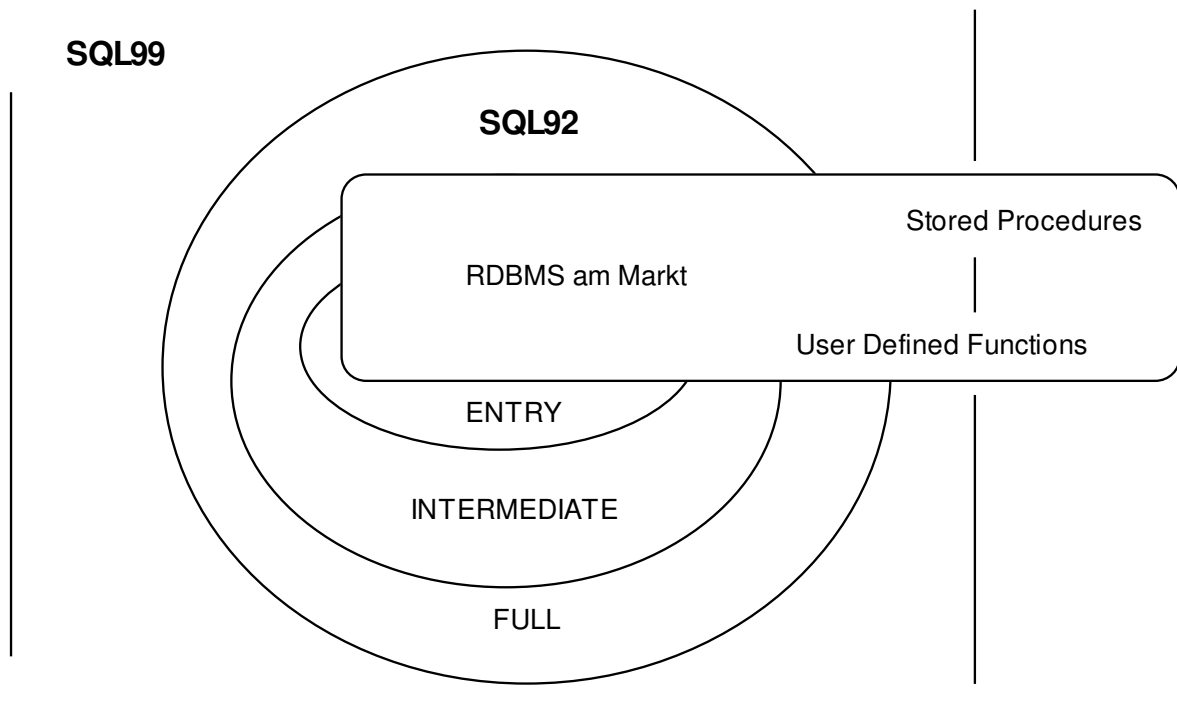 SQL99
SQL92
Stored Procedures
RDBMS am Markt
User Defined Functions
ENTRY
INTERMEDIATE
FULL